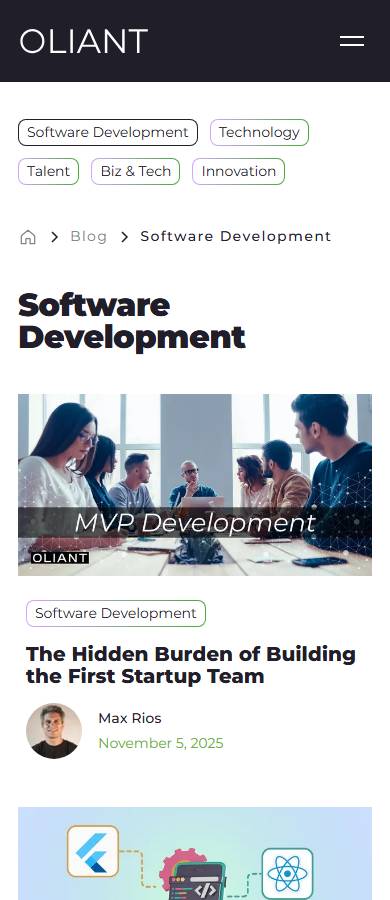 OLIANT
Software Development
Technology
Talent
Biz & Tech
Innovation
Blog
Software Development
Software
Development
MVP Development
OLIANT
Software Development
The Hidden Burden of Building
the First Startup Team
Max Rios
November 5, 2025